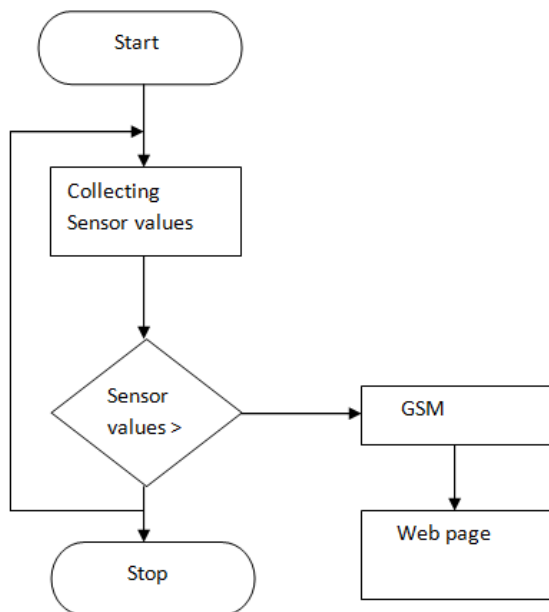 Start
Collecting
Sensor values
Sensor
values >
GSM
Web page
Stop